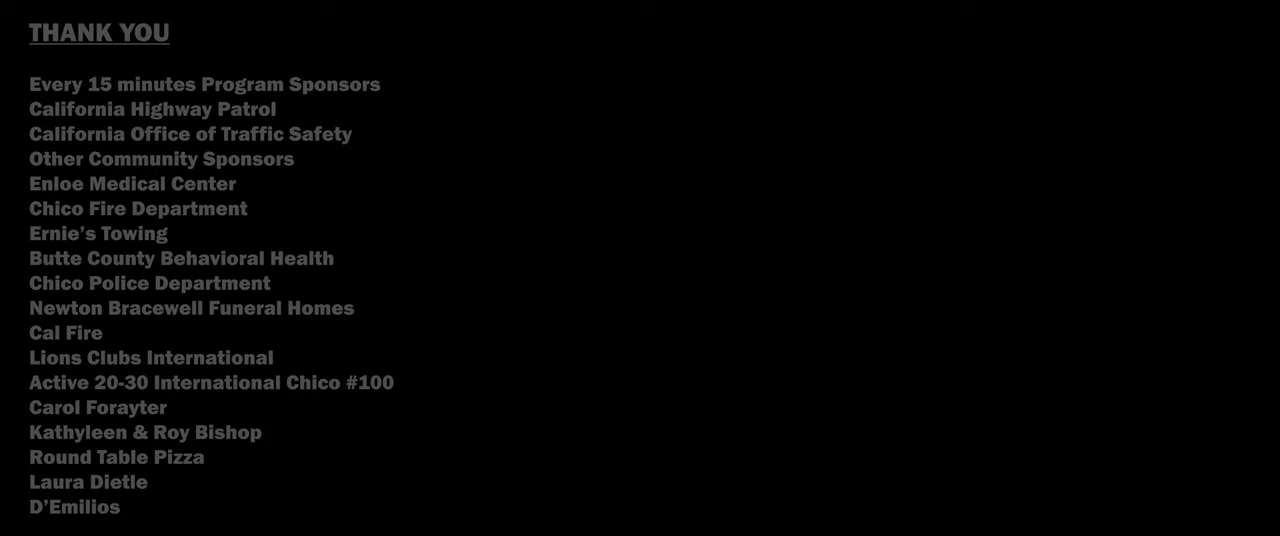 THANK YOU
Every 15 minutes Program Sponsors
California Highway Patrol
California Office of Traffic Safety
Other Community Sponsors
Enloe Medical Center
Chico Fire Department
Ernie’s Towing
Butte County Behavioral Health
Chico Police Department
Newton Bracewell Funeral Homes
Cal Fire
Lions Clubs International
Active 20-30 International Chico #100
Carol Forayter
Kathyleen & Roy Bishop
Round Table Pizza
Laura Dietle
D’Emilios